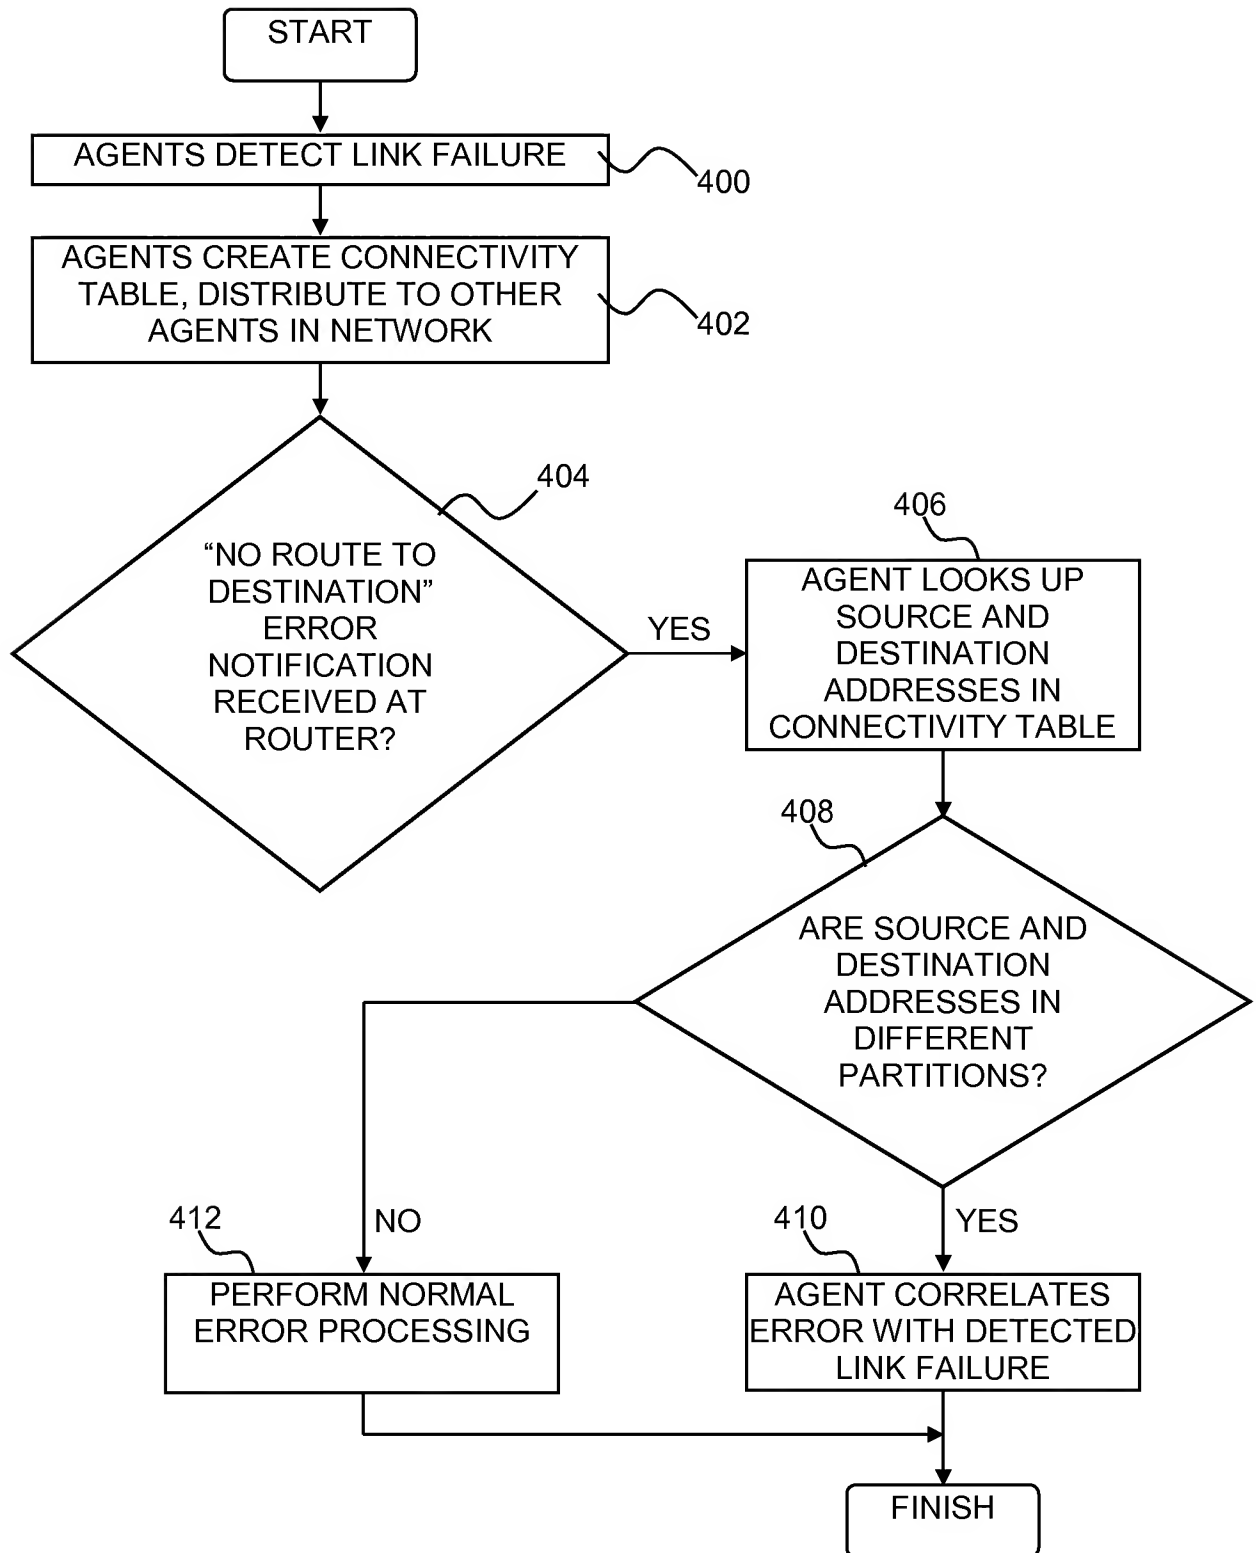 START
AGENTS DETECT LINK FAILURE
400
AGENTS CREATE CONNECTIVITY
TABLE, DISTRIBUTE TO OTHER
AGENTS IN NETWORK
402
404
“NO ROUTE TO
DESTINATION”
ERROR
NOTIFICATION
RECEIVED AT
ROUTER?
YES
406
AGENT LOOKS UP
SOURCE AND
DESTINATION
ADDRESSES IN
CONNECTIVITY TABLE
408
ARE SOURCE AND
DESTINATION
ADDRESSES IN
DIFFERENT
PARTITIONS?
NO
YES
412
PERFORM NORMAL
ERROR PROCESSING
410
AGENT CORRELATES
ERROR WITH DETECTED
LINK FAILURE
FINISH